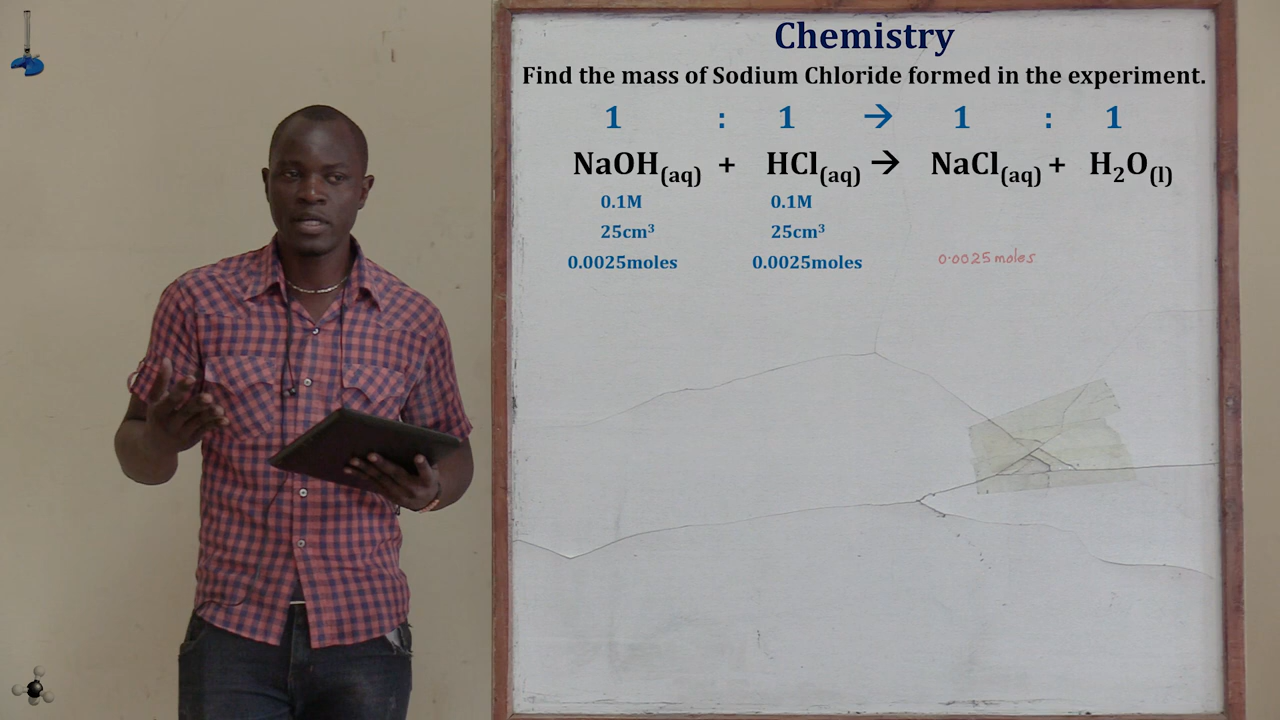 Chemistry
Find the mass of Sodium Chloride formed in the experiment.
1 : 1 → 1 : 1
NaOH(aq) + HCl(aq) → NaCl(aq) + H2O(l)
0.1M 0.1M
25cm³ 25cm³
0.0025moles 0.0025moles 0.0025 moles